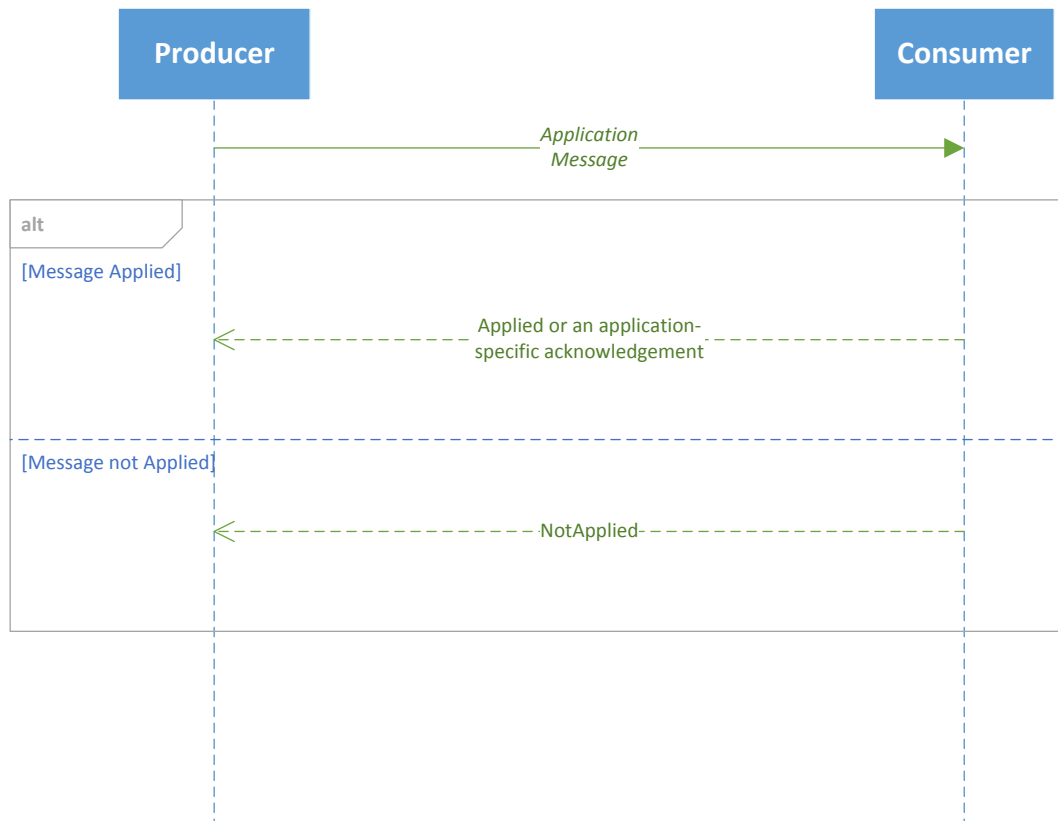 Producer
Consumer
Application
Message
alt
[Message Applied]
Applied or an application-
specific acknowledgement
[Message not Applied]
NotApplied